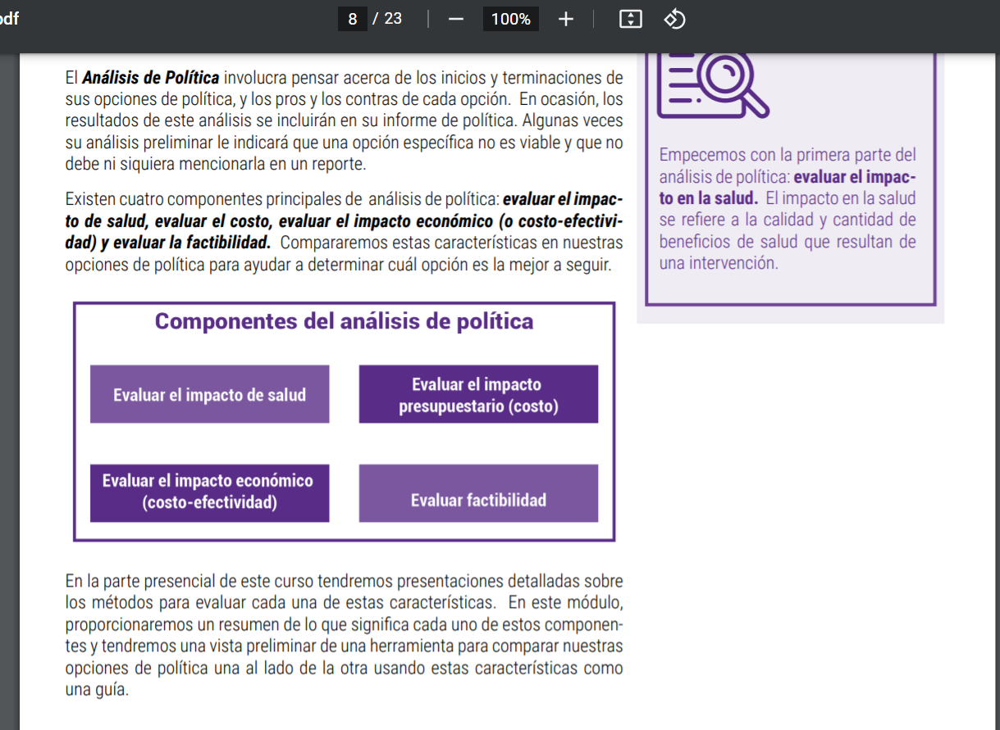 odf
8 / 23
100%
El Análisis de Política involucra pensar acerca de los inicios y terminaciones de
sus opciones de política, y los pros y los contras de cada opción. En ocasión, los
resultados de este análisis se incluirán en su informe de política. Algunas veces
su análisis preliminar le indicará que una opción específica no es viable y que no
debe ni siquiera mencionarla en un reporte.
Existen cuatro componentes principales de análisis de política: evaluar el impac-
to de salud, evaluar el costo, evaluar el impacto económico (o costo-efectivi-
dad) y evaluar la factibilidad. Compararemos estas características en nuestras
opciones de política para ayudar a determinar cuál opción es la mejor a seguir.
Componentes del análisis de política
Evaluar el impacto de salud
Evaluar el impacto
presupuestario (costo)
Evaluar el impacto económico
(costo-efectividad)
Evaluar factibilidad
En la parte presencial de este curso tendremos presentaciones detalladas sobre
los métodos para evaluar cada una de estas características. En este módulo,
proporcionaremos un resumen de lo que significa cada uno de estos componen-
tes y tendremos una vista preliminar de una herramienta para comparar nuestras
opciones de política una al lado de la otra usando estas características como
una guía.
Empecemos con la primera parte del
análisis de política: evaluar el impac-
to en la salud. El impacto en la salud
se refiere a la calidad y cantidad de
beneficios de salud que resultan de
una intervención.